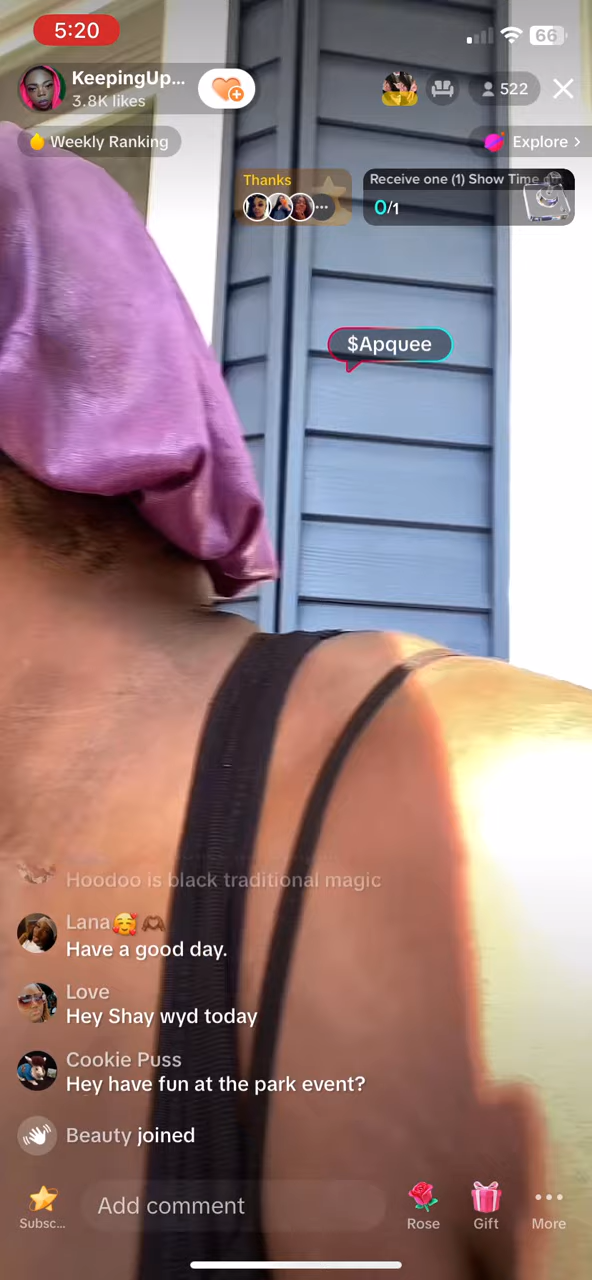 5:20
66
KeepingUp...
3.8K likes
522
Weekly Ranking
Explore >
Thanks
...
Receive one (1) Show Time
0/1
$Apquee
Hoodoo is black traditional magic
Lana🥰🫶🏾
Have a good day.
Love
Hey Shay wyd today
Cookie Puss
Hey have fun at the park event?
Beauty joined
Add comment
Subsc...
Rose
Gift
More